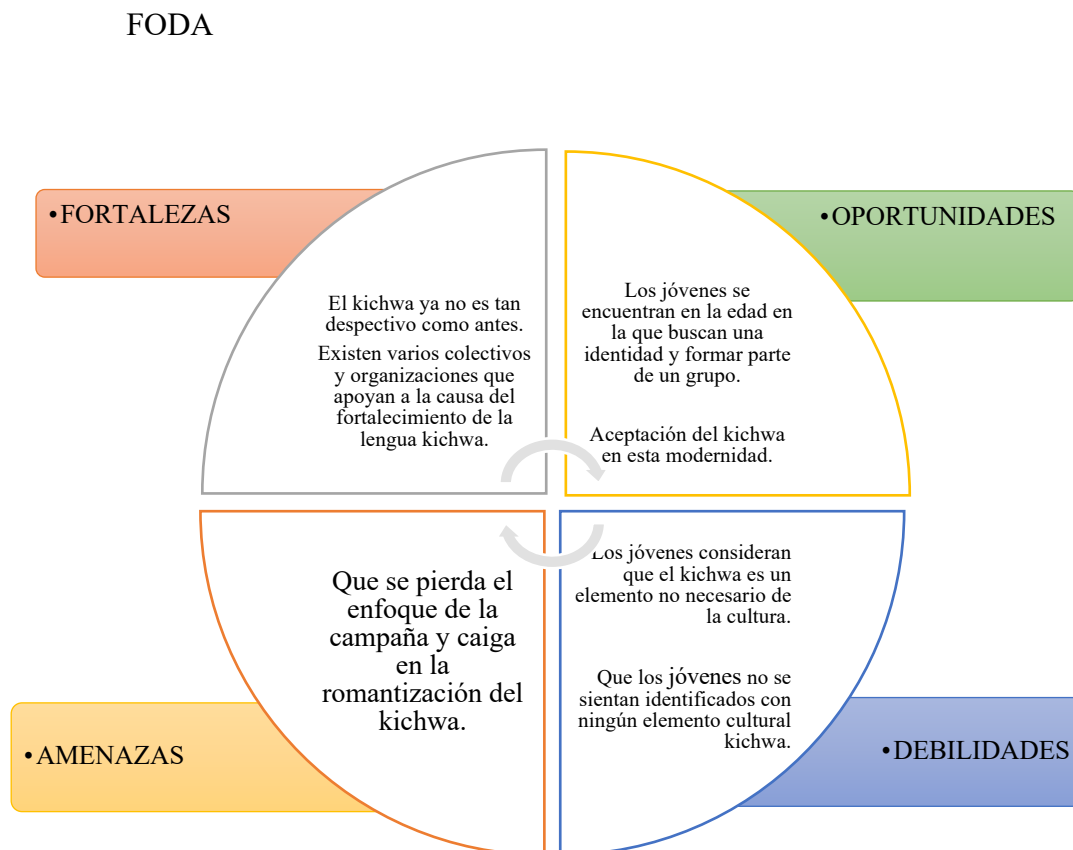 FODA
•FORTALEZAS
El kichwa ya no es tan
despectivo como antes.
Existen varios colectivos
y organizaciones que
apoyan a la causa del
fortalecimiento de la
lengua kichwa.
•OPORTUNIDADES
Los jóvenes se
encuentran en la edad en
la que buscan una
identidad y formar parte
de un grupo.
Aceptación del kichwa
en esta modernidad.
•AMENAZAS
Que se pierda el
enfoque de la
campaña y caiga
en la
romantización del
kichwa.
•DEBILIDADES
Los jóvenes consideran
que el kichwa es un
elemento no necesario de
la cultura.
Que los jóvenes no se
sientan identificados con
ningún elemento cultural
kichwa.